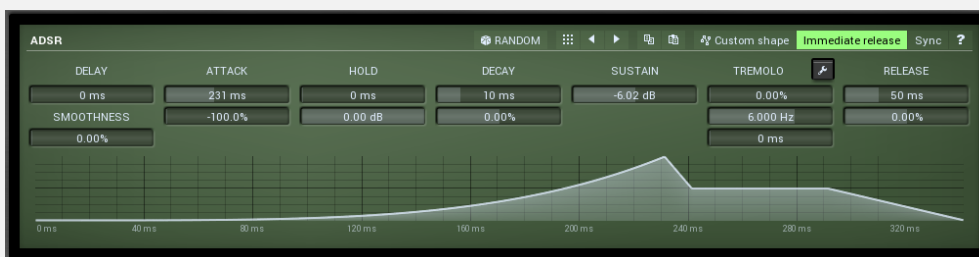 ADSR RANDOM Custom shape Immediate release Sync ?
DELAY ATTACK HOLD DECAY SUSTAIN TREMOLO RELEASE
0 ms 231 ms 0 ms 10 ms -6.02 dB 0.00% 50 ms
SMOOTHNESS -100.0% 0.00 dB 0.00% 6.000 Hz 0.00%
0.00% 0 ms
0 ms 40 ms 80 ms 120 ms 160 ms 200 ms 240 ms 280 ms 320 ms